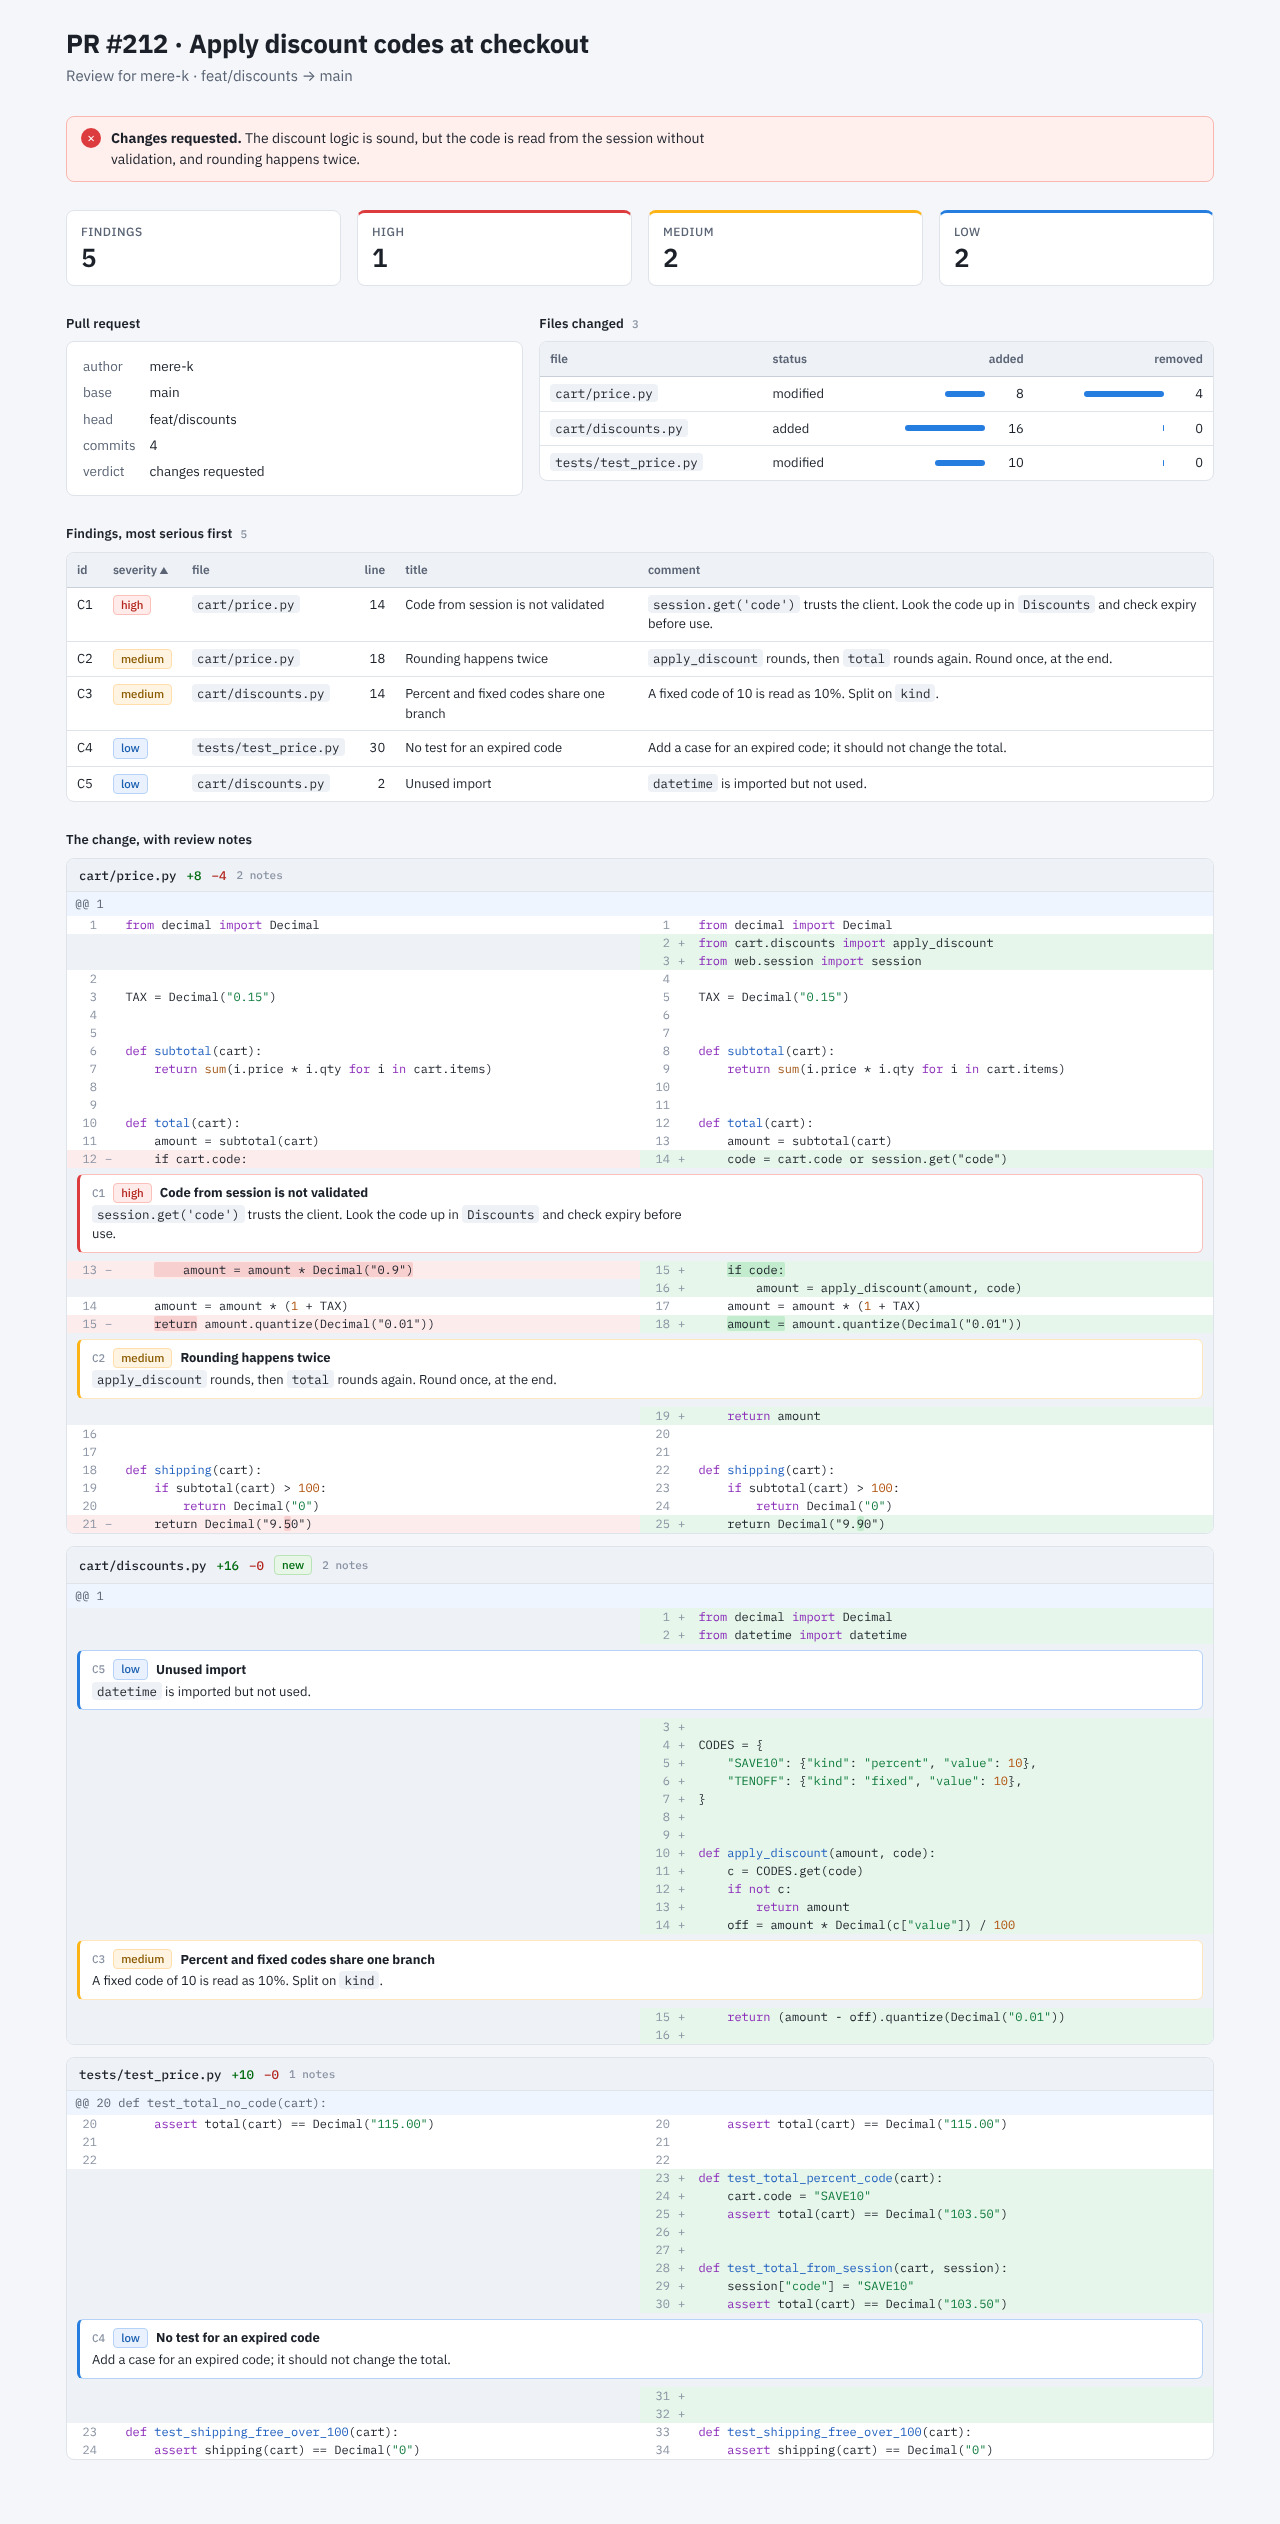 PR #212 · Apply discount codes at checkout
Review for mere-k · feat/discounts → main
× Changes requested. The discount logic is sound, but the code is read from the session without
validation, and rounding happens twice.
FINDINGS HIGH MEDIUM LOW
5 1 2 2
Pull request
author mere-k
base main
head feat/discounts
commits 4
verdict changes requested
Files changed 3
file status added removed
cart/price.py modified 8 4
cart/discounts.py added 16 0
tests/test_price.py modified 10 0
Findings, most serious first 5
id severity ▲ file line title comment
C1 high cart/price.py 14 Code from session is not validated session.get('code') trusts the client. Look the code up in Discounts and check expiry
before use.
C2 medium cart/price.py 18 Rounding happens twice apply_discount rounds, then total rounds again. Round once, at the end.
C3 medium cart/discounts.py 14 Percent and fixed codes share one A fixed code of 10 is read as 10%. Split on kind.
branch
C4 low tests/test_price.py 30 No test for an expired code Add a case for an expired code; it should not change the total.
C5 low cart/discounts.py 2 Unused import datetime is imported but not used.
The change, with review notes
cart/price.py +8 −4 2 notes
@@ 1
1 from decimal import Decimal 1 from decimal import Decimal
2 + from cart.discounts import apply_discount
3 + from web.session import session
2 4
3 TAX = Decimal("0.15") 5 TAX = Decimal("0.15")
4 6
5 7
6 def subtotal(cart): 8 def subtotal(cart):
7 return sum(i.price * i.qty for i in cart.items) 9 return sum(i.price * i.qty for i in cart.items)
8 10
9 11
10 def total(cart): 12 def total(cart):
11 amount = subtotal(cart) 13 amount = subtotal(cart)
12 − if cart.code: 14 + code = cart.code or session.get("code")
C1 high Code from session is not validated
session.get('code') trusts the client. Look the code up in Discounts and check expiry before
use.
13 − amount = amount * Decimal("0.9") 15 + if code:
16 + amount = apply_discount(amount, code)
14 amount = amount * (1 + TAX) 17 amount = amount * (1 + TAX)
15 − return amount.quantize(Decimal("0.01")) 18 + amount = amount.quantize(Decimal("0.01"))
C2 medium Rounding happens twice
apply_discount rounds, then total rounds again. Round once, at the end.
19 + return amount
16 20
17 21
18 def shipping(cart): 22 def shipping(cart):
19 if subtotal(cart) > 100: 23 if subtotal(cart) > 100:
20 return Decimal("0") 24 return Decimal("0")
21 − return Decimal("9.50") 25 + return Decimal("9.90")
cart/discounts.py +16 −0 new 2 notes
@@ 1
1 + from decimal import Decimal
2 + from datetime import datetime
C5 low Unused import
datetime is imported but not used.
3 +
4 + CODES = {
5 + "SAVE10": {"kind": "percent", "value": 10},
6 + "TENOFF": {"kind": "fixed", "value": 10},
7 + }
8 +
9 +
10 + def apply_discount(amount, code):
11 + c = CODES.get(code)
12 + if not c:
13 + return amount
14 + off = amount * Decimal(c["value"]) / 100
C3 medium Percent and fixed codes share one branch
A fixed code of 10 is read as 10%. Split on kind.
15 + return (amount - off).quantize(Decimal("0.01"))
16 +
tests/test_price.py +10 −0 1 notes
@@ 20 def test_total_no_code(cart):
20 assert total(cart) == Decimal("115.00") 20 assert total(cart) == Decimal("115.00")
21 21
22 22
23 + def test_total_percent_code(cart):
24 + cart.code = "SAVE10"
25 + assert total(cart) == Decimal("103.50")
26 +
27 +
28 + def test_total_from_session(cart, session):
29 + session["code"] = "SAVE10"
30 + assert total(cart) == Decimal("103.50")
C4 low No test for an expired code
Add a case for an expired code; it should not change the total.
31 +
32 +
23 def test_shipping_free_over_100(cart): 33 def test_shipping_free_over_100(cart):
24 assert shipping(cart) == Decimal("0") 34 assert shipping(cart) == Decimal("0")